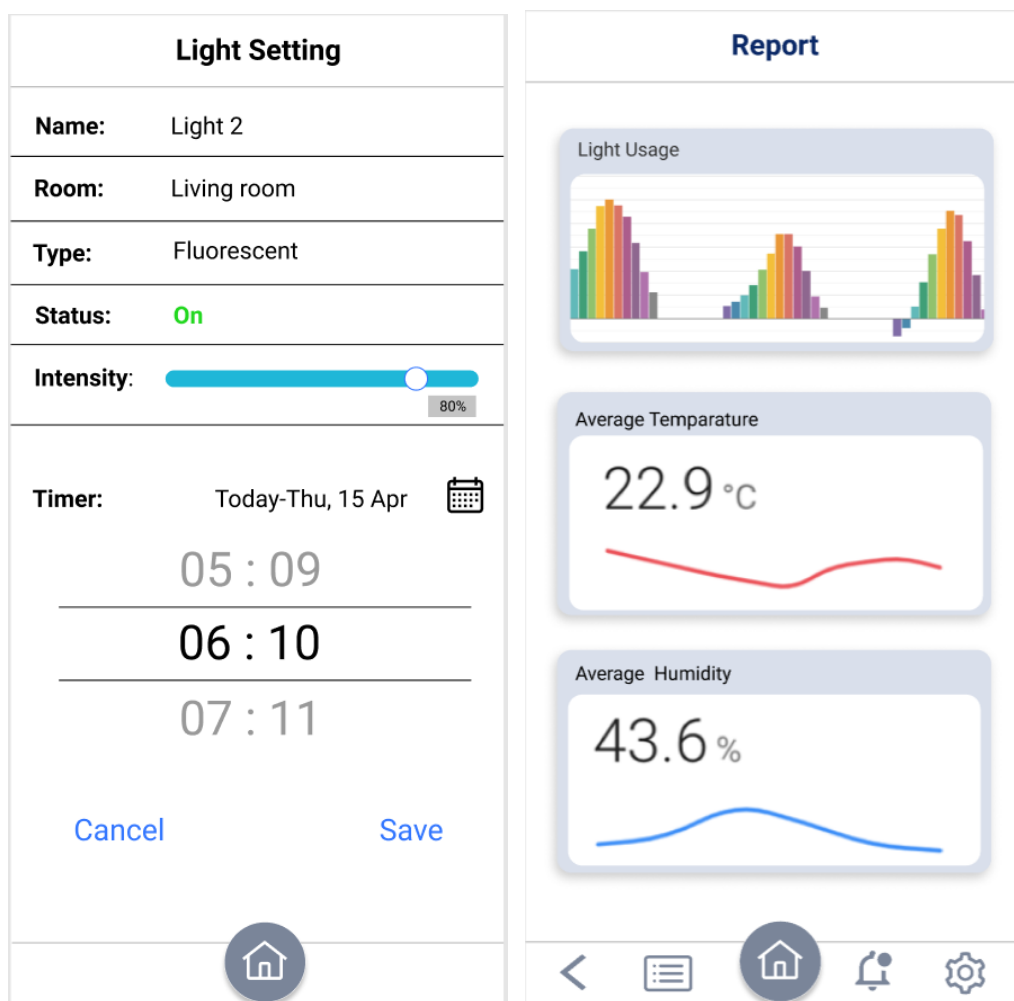 Light Setting
Name: Light 2
Room: Living room
Type: Fluorescent
Status: On
Intensity:
80%
Timer: Today-Thu, 15 Apr
05 : 09
06 : 10
07 : 11
Cancel Save
Report
Light Usage
Average Temparature
22.9 °C
Average Humidity
43.6 %